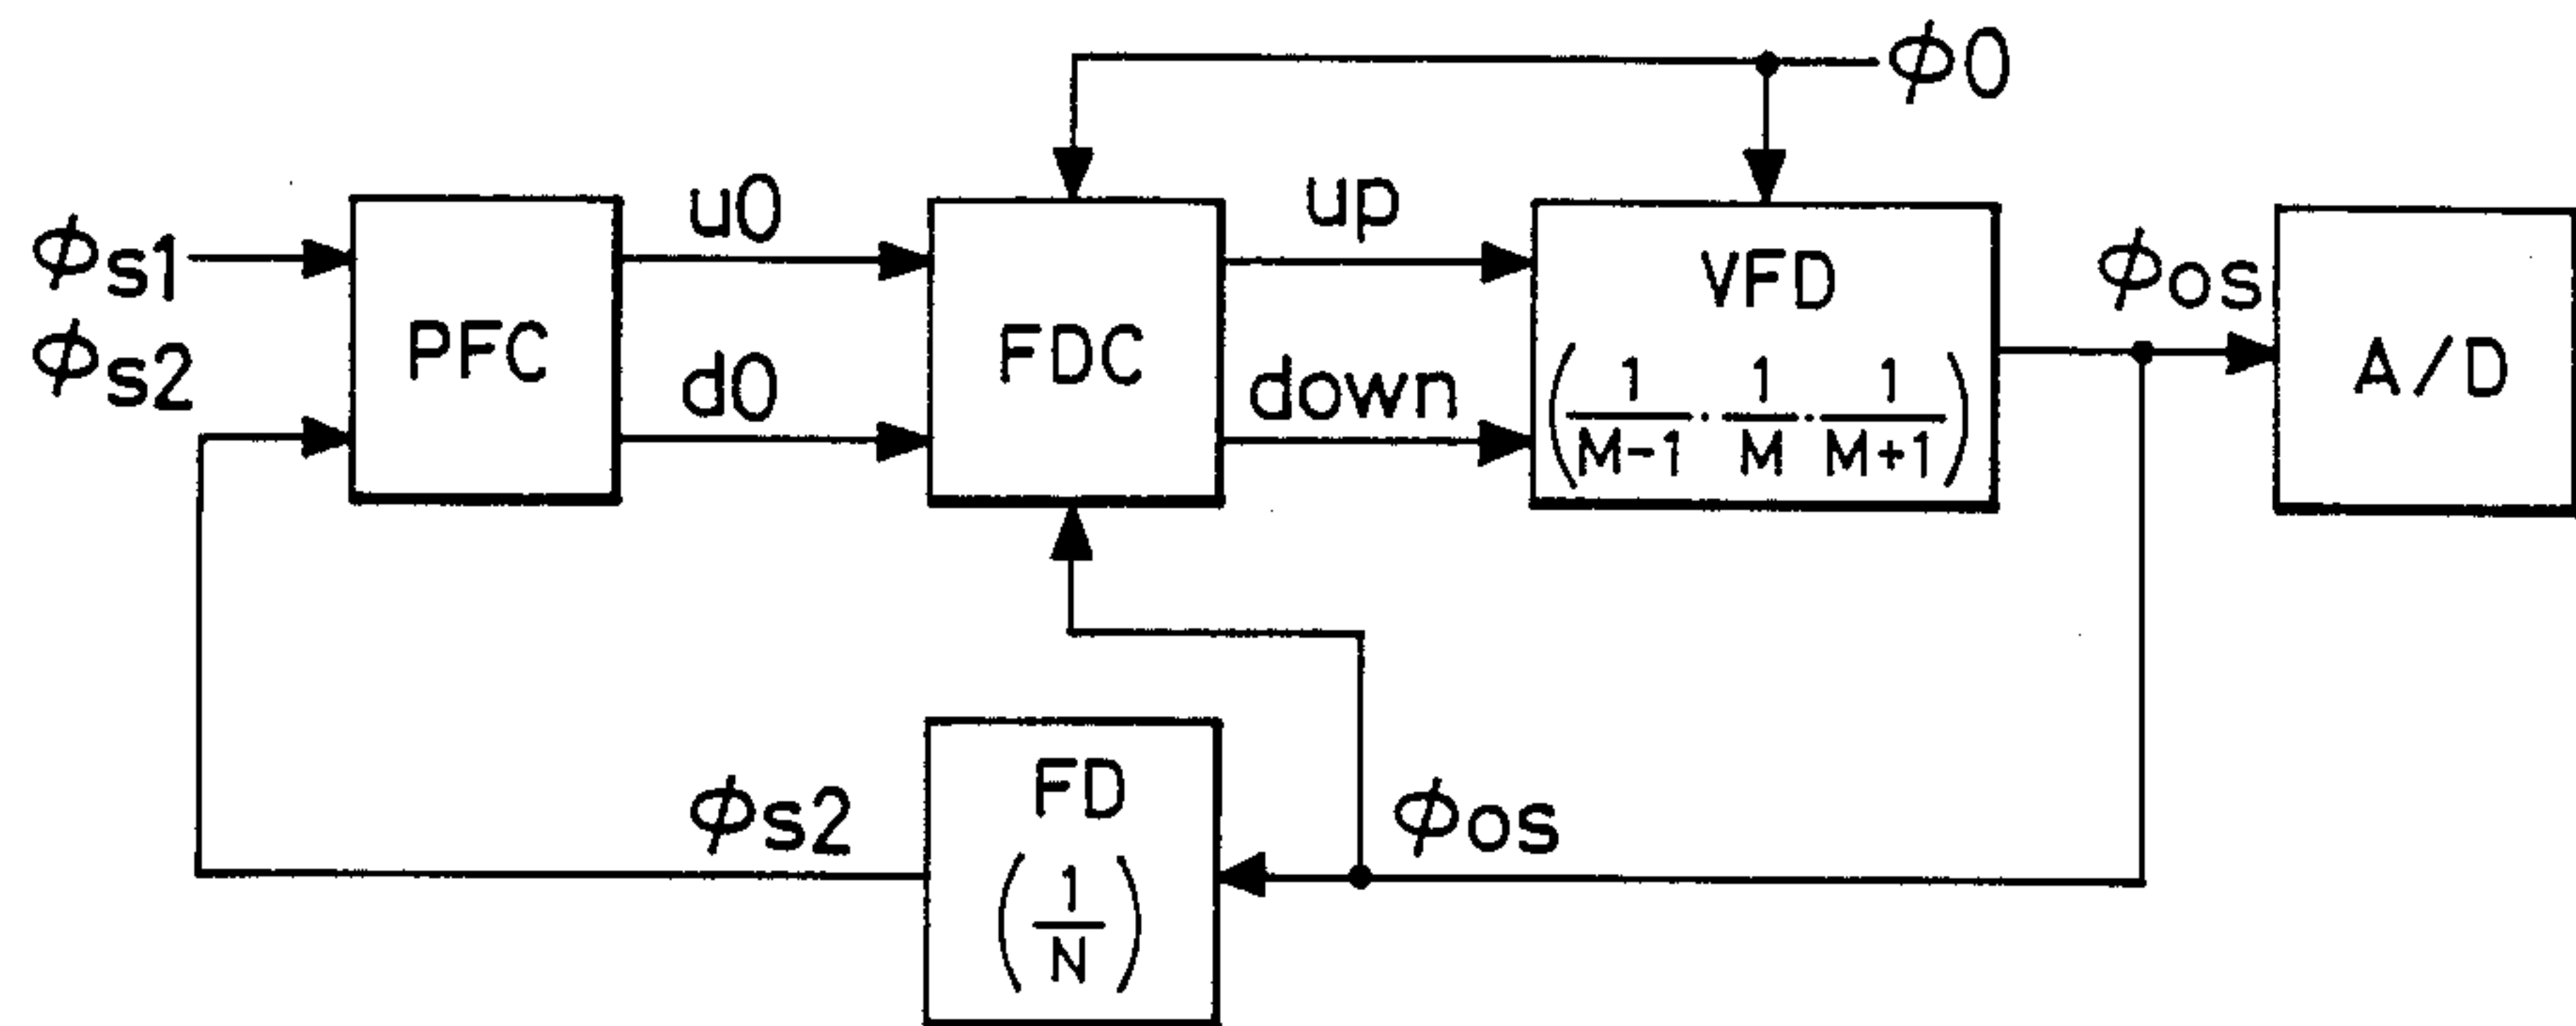 ϕ0
ϕs1
ϕs2
PFC
u0
d0
FDC
up
down
VFD
(1/M-1 · 1/M · 1/M+1)
ϕos
A/D
ϕs2
FD
(1/N)
ϕos